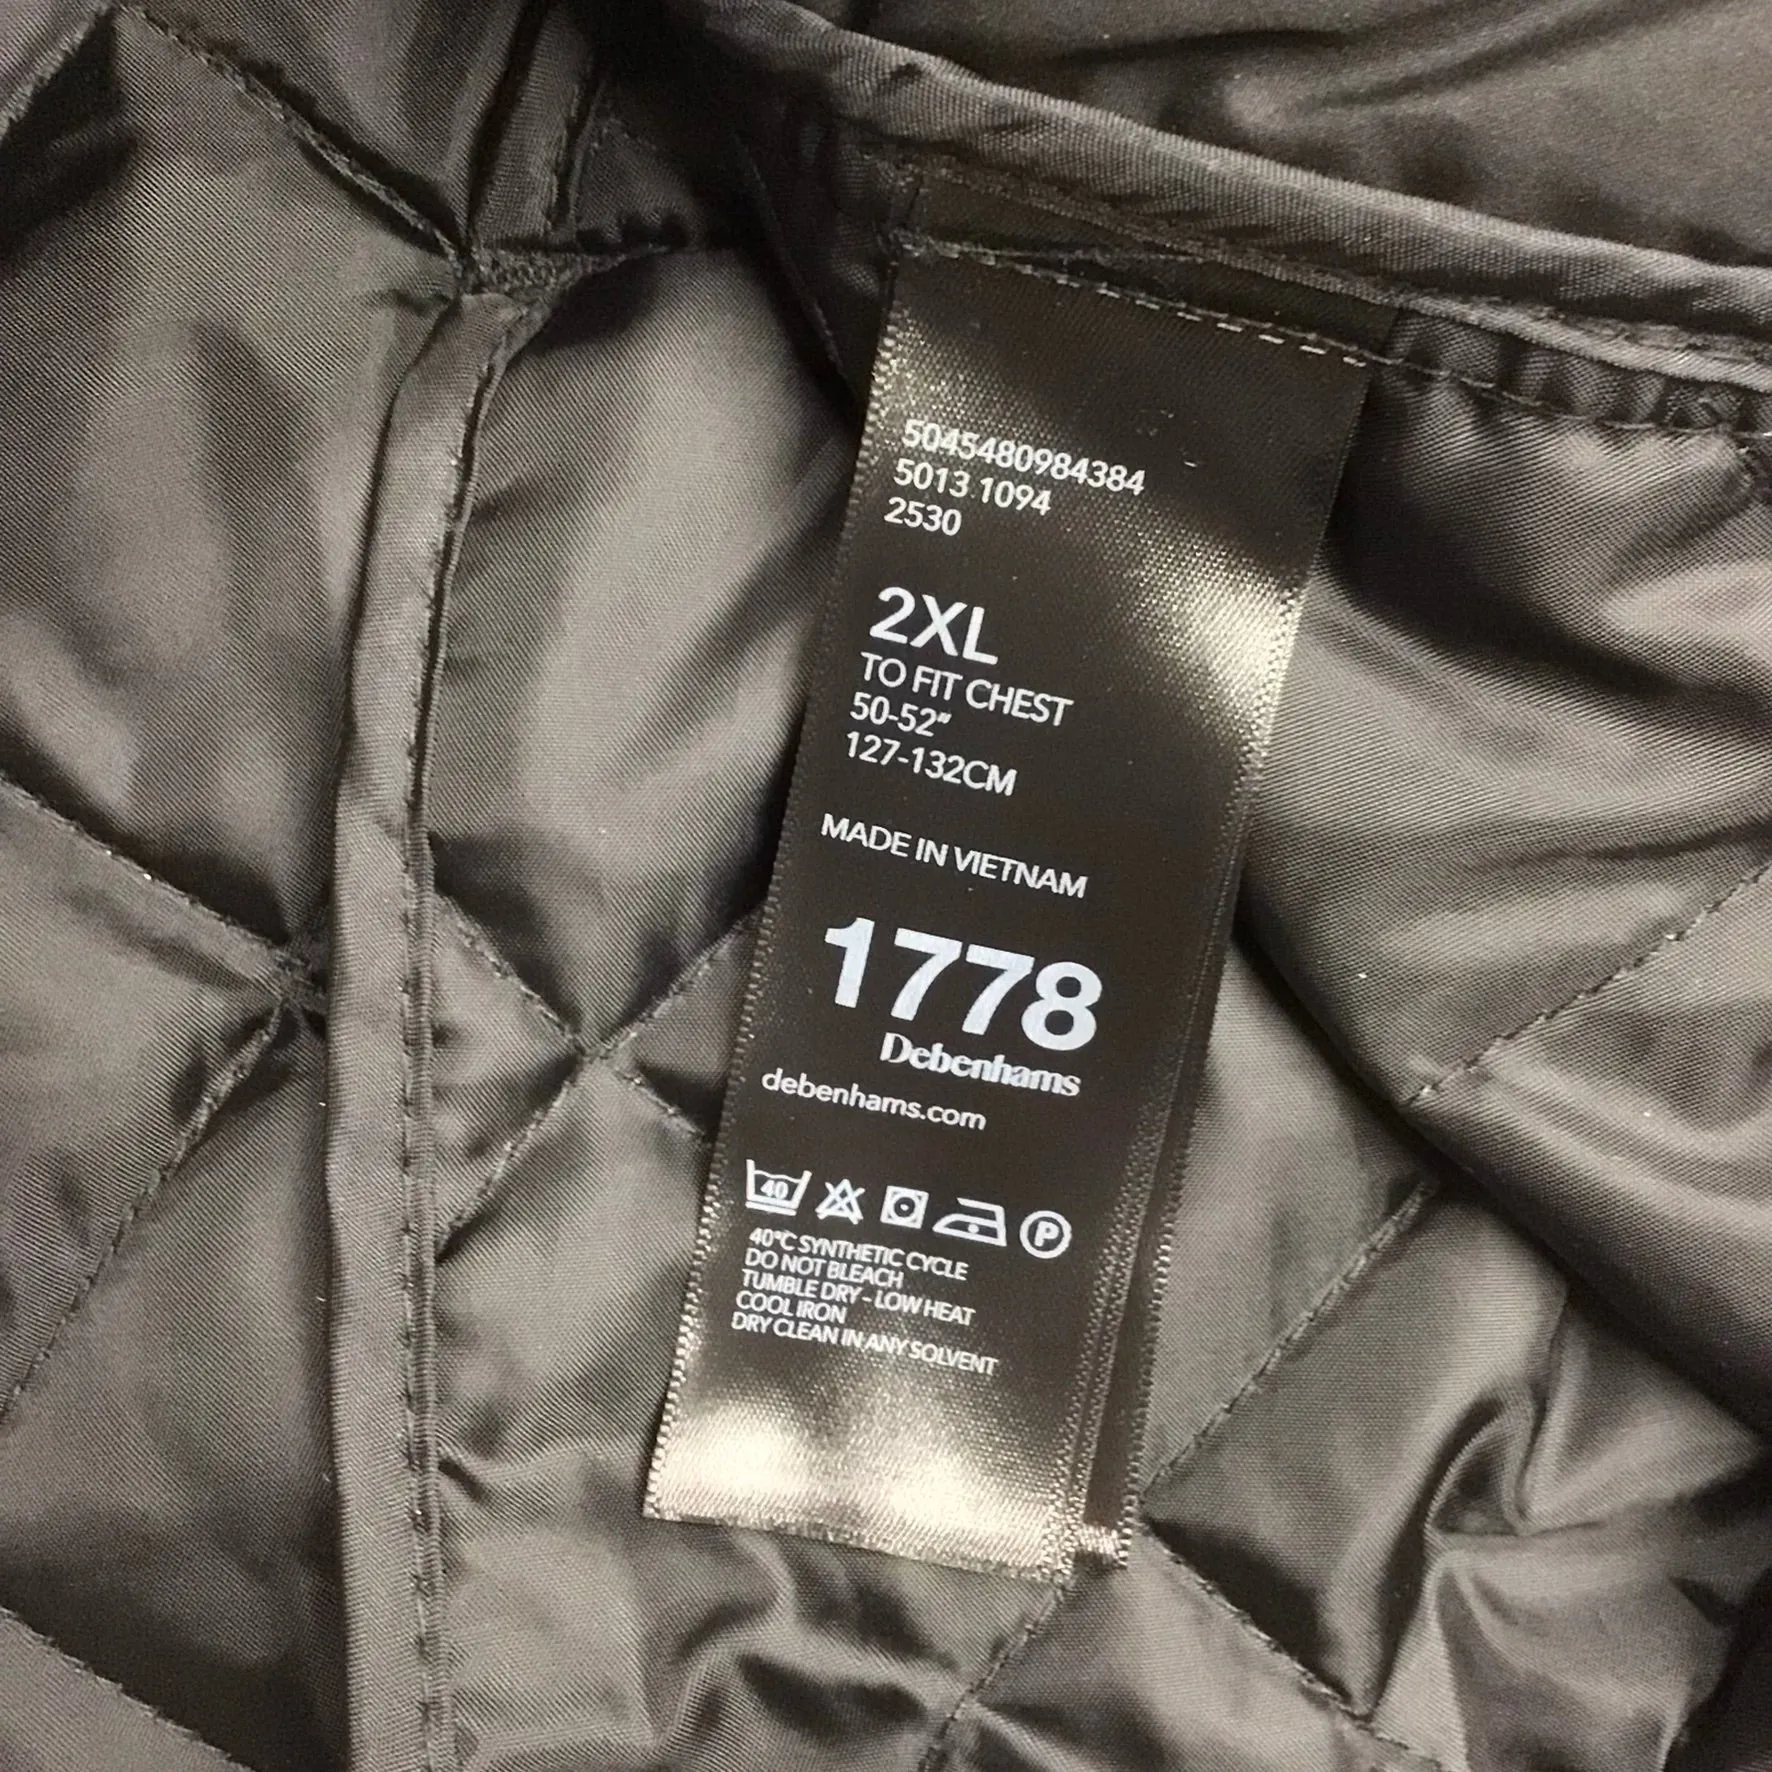 5045480984384
5013 1094
2530
2XL
TO FIT CHEST
50-52"
127-132CM
MADE IN VIETNAM
1778
Debenhams
debenhams.com
40
P
40°C SYNTHETIC CYCLE
DO NOT BLEACH
TUMBLE DRY - LOW HEAT
COOL IRON
DRY CLEAN IN ANY SOLVENT